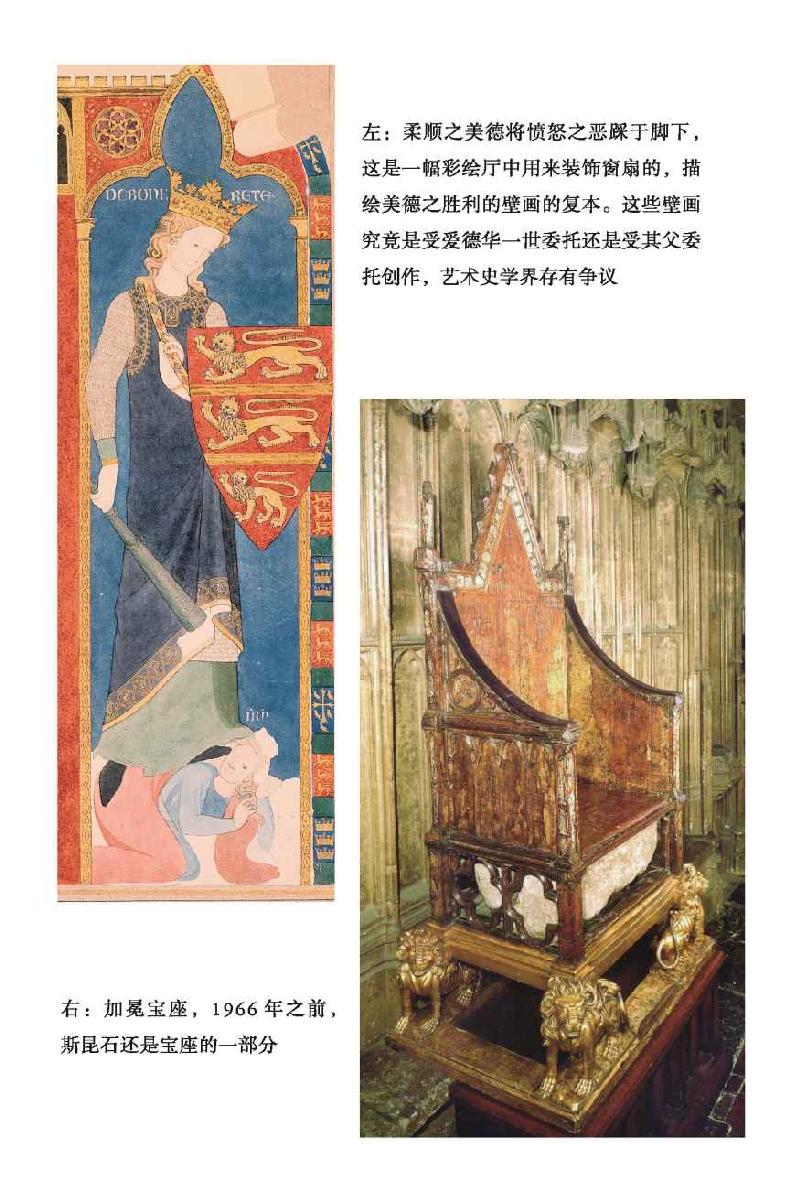 左：柔顺之美德将愤怒之恶踩于脚下，
这是一幅彩绘厅中用来装饰窗扇的，描
绘美德之胜利的壁画的复本。这些壁画
究竟是受爱德华一世委托还是受其父委
托创作，艺术史学界存有争议
DEBONE RETE
IRA
右：加冕宝座，1966 年之前，
斯昆石还是宝座的一部分